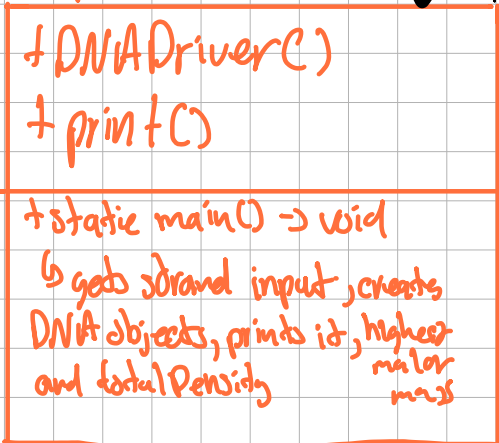 + DNADriver()
+ print()
+ static main() -> void
↳ gets strand input, creates
DNA objects, prints it, highest
molar
and totalDensity
mass